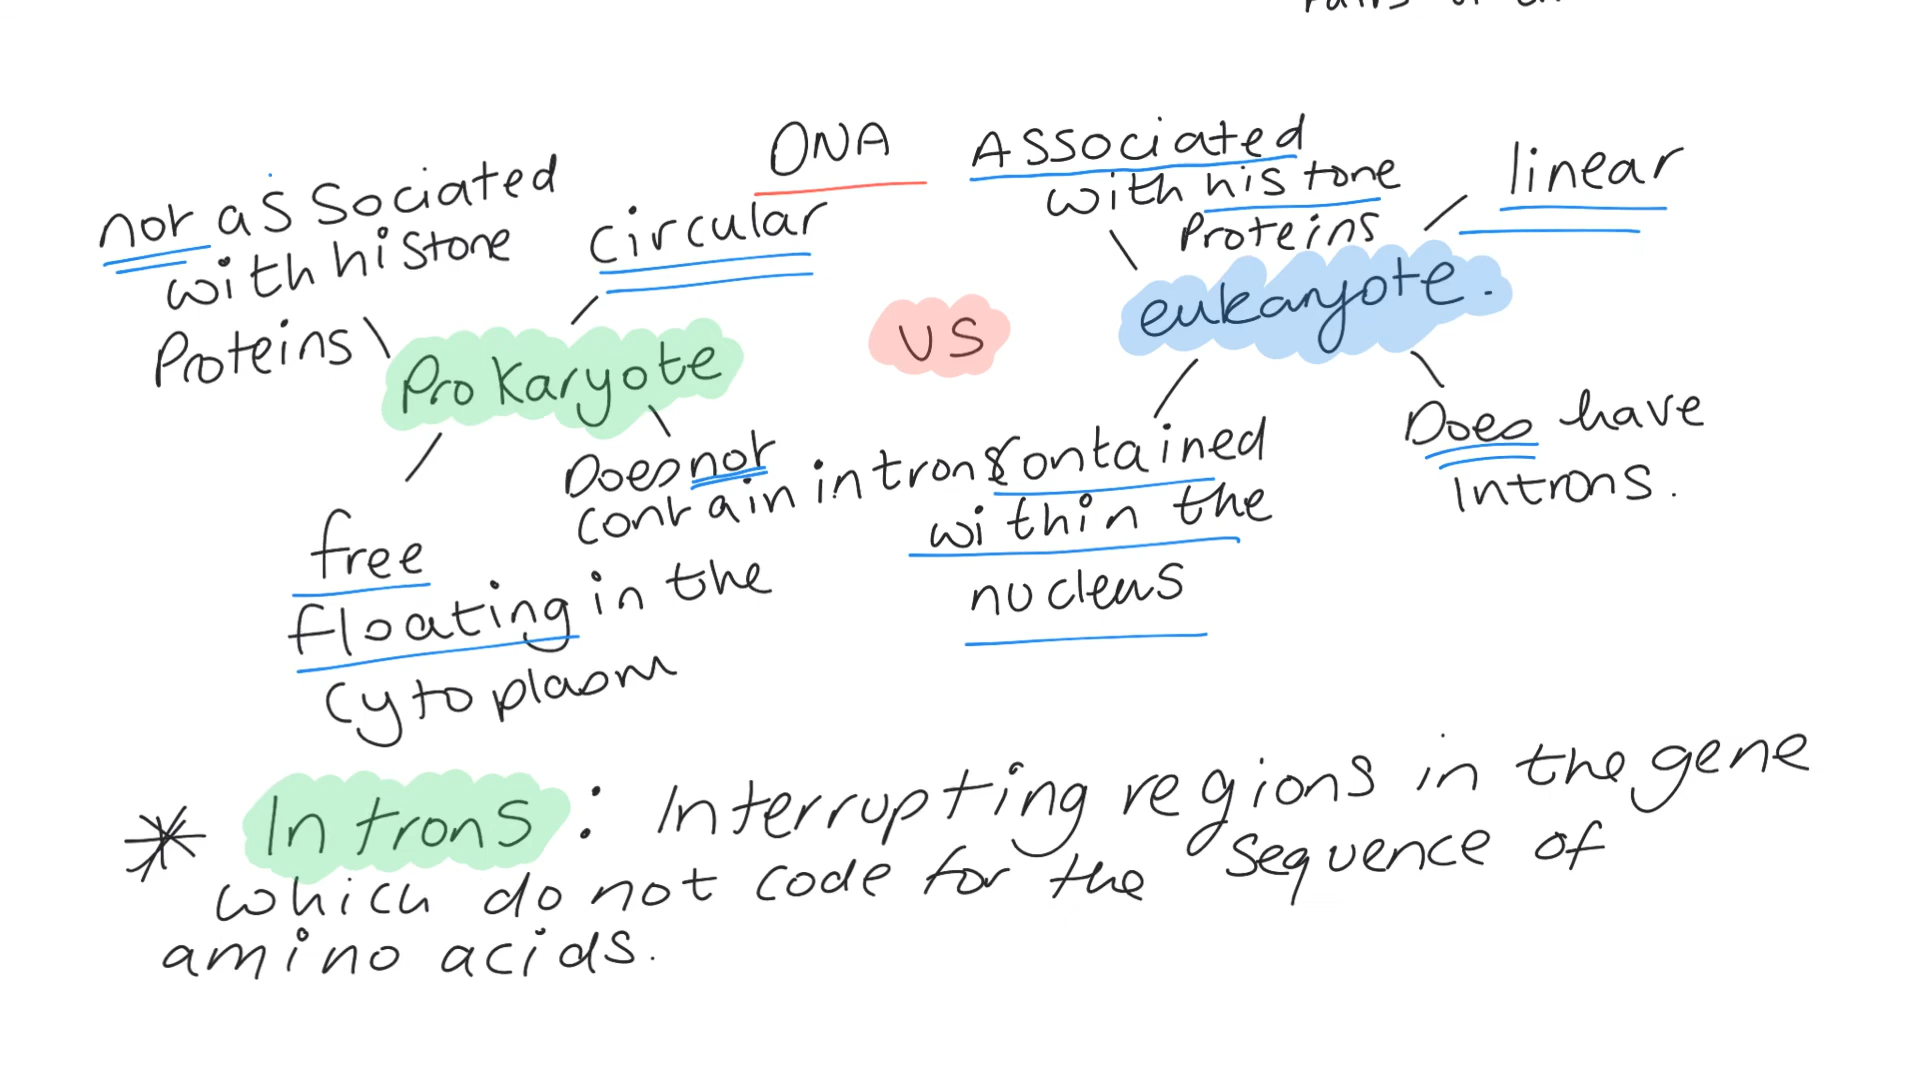 DNA
not associated
with histone
Proteins
circular
Prokaryote
free
floating in the
cytoplasm
Does not
contain introns
vs
Associated
with histone
Proteins
linear
eukaryote.
contained
within the
nucleus
Does have
Introns.
* Introns: Interrupting regions in the gene
which do not code for the sequence of
amino acids.